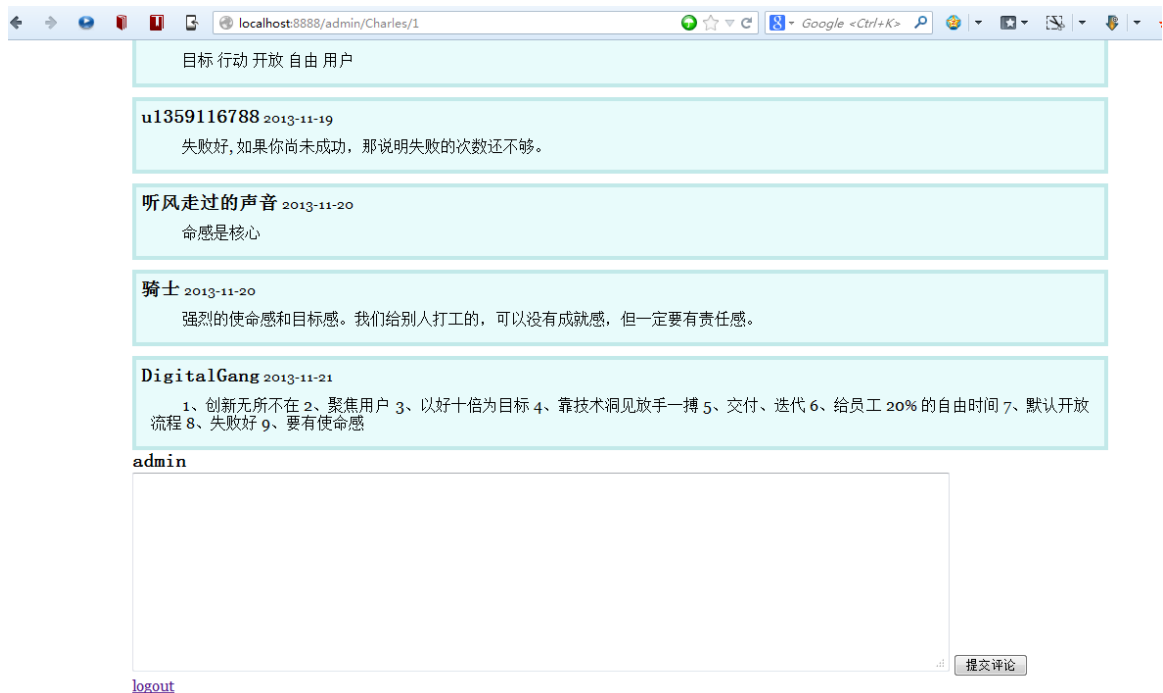 localhost:8888/admin/Charles/1
Google <Ctrl+K>
目标 行动 开放 自由 用户
u1359116788 2013-11-19
失败好,如果你尚未成功，那说明失败的次数还不够。
听风走过的声音 2013-11-20
命感是核心
骑士 2013-11-20
强烈的使命感和目标感。我们给别人打工的，可以没有成就感，但一定要有责任感。
DigitalGang 2013-11-21
1、创新无所不在 2、聚焦用户 3、以好十倍为目标 4、靠技术洞见放手一搏 5、交付、迭代 6、给员工 20% 的自由时间 7、默认开放
流程 8、失败好 9、要有使命感
admin
提交评论
logout